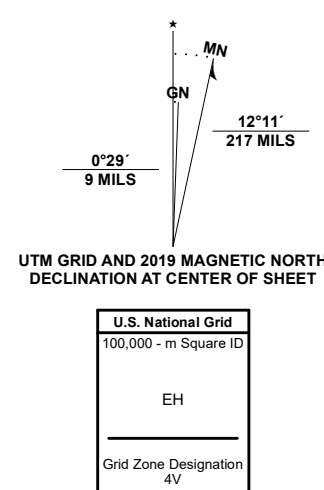 ★
MN
GN
12°11´
217 MILS
0°29´
9 MILS
UTM GRID AND 2019 MAGNETIC NORTH
DECLINATION AT CENTER OF SHEET
U.S. National Grid
100,000 - m Square ID
EH
Grid Zone Designation
4V